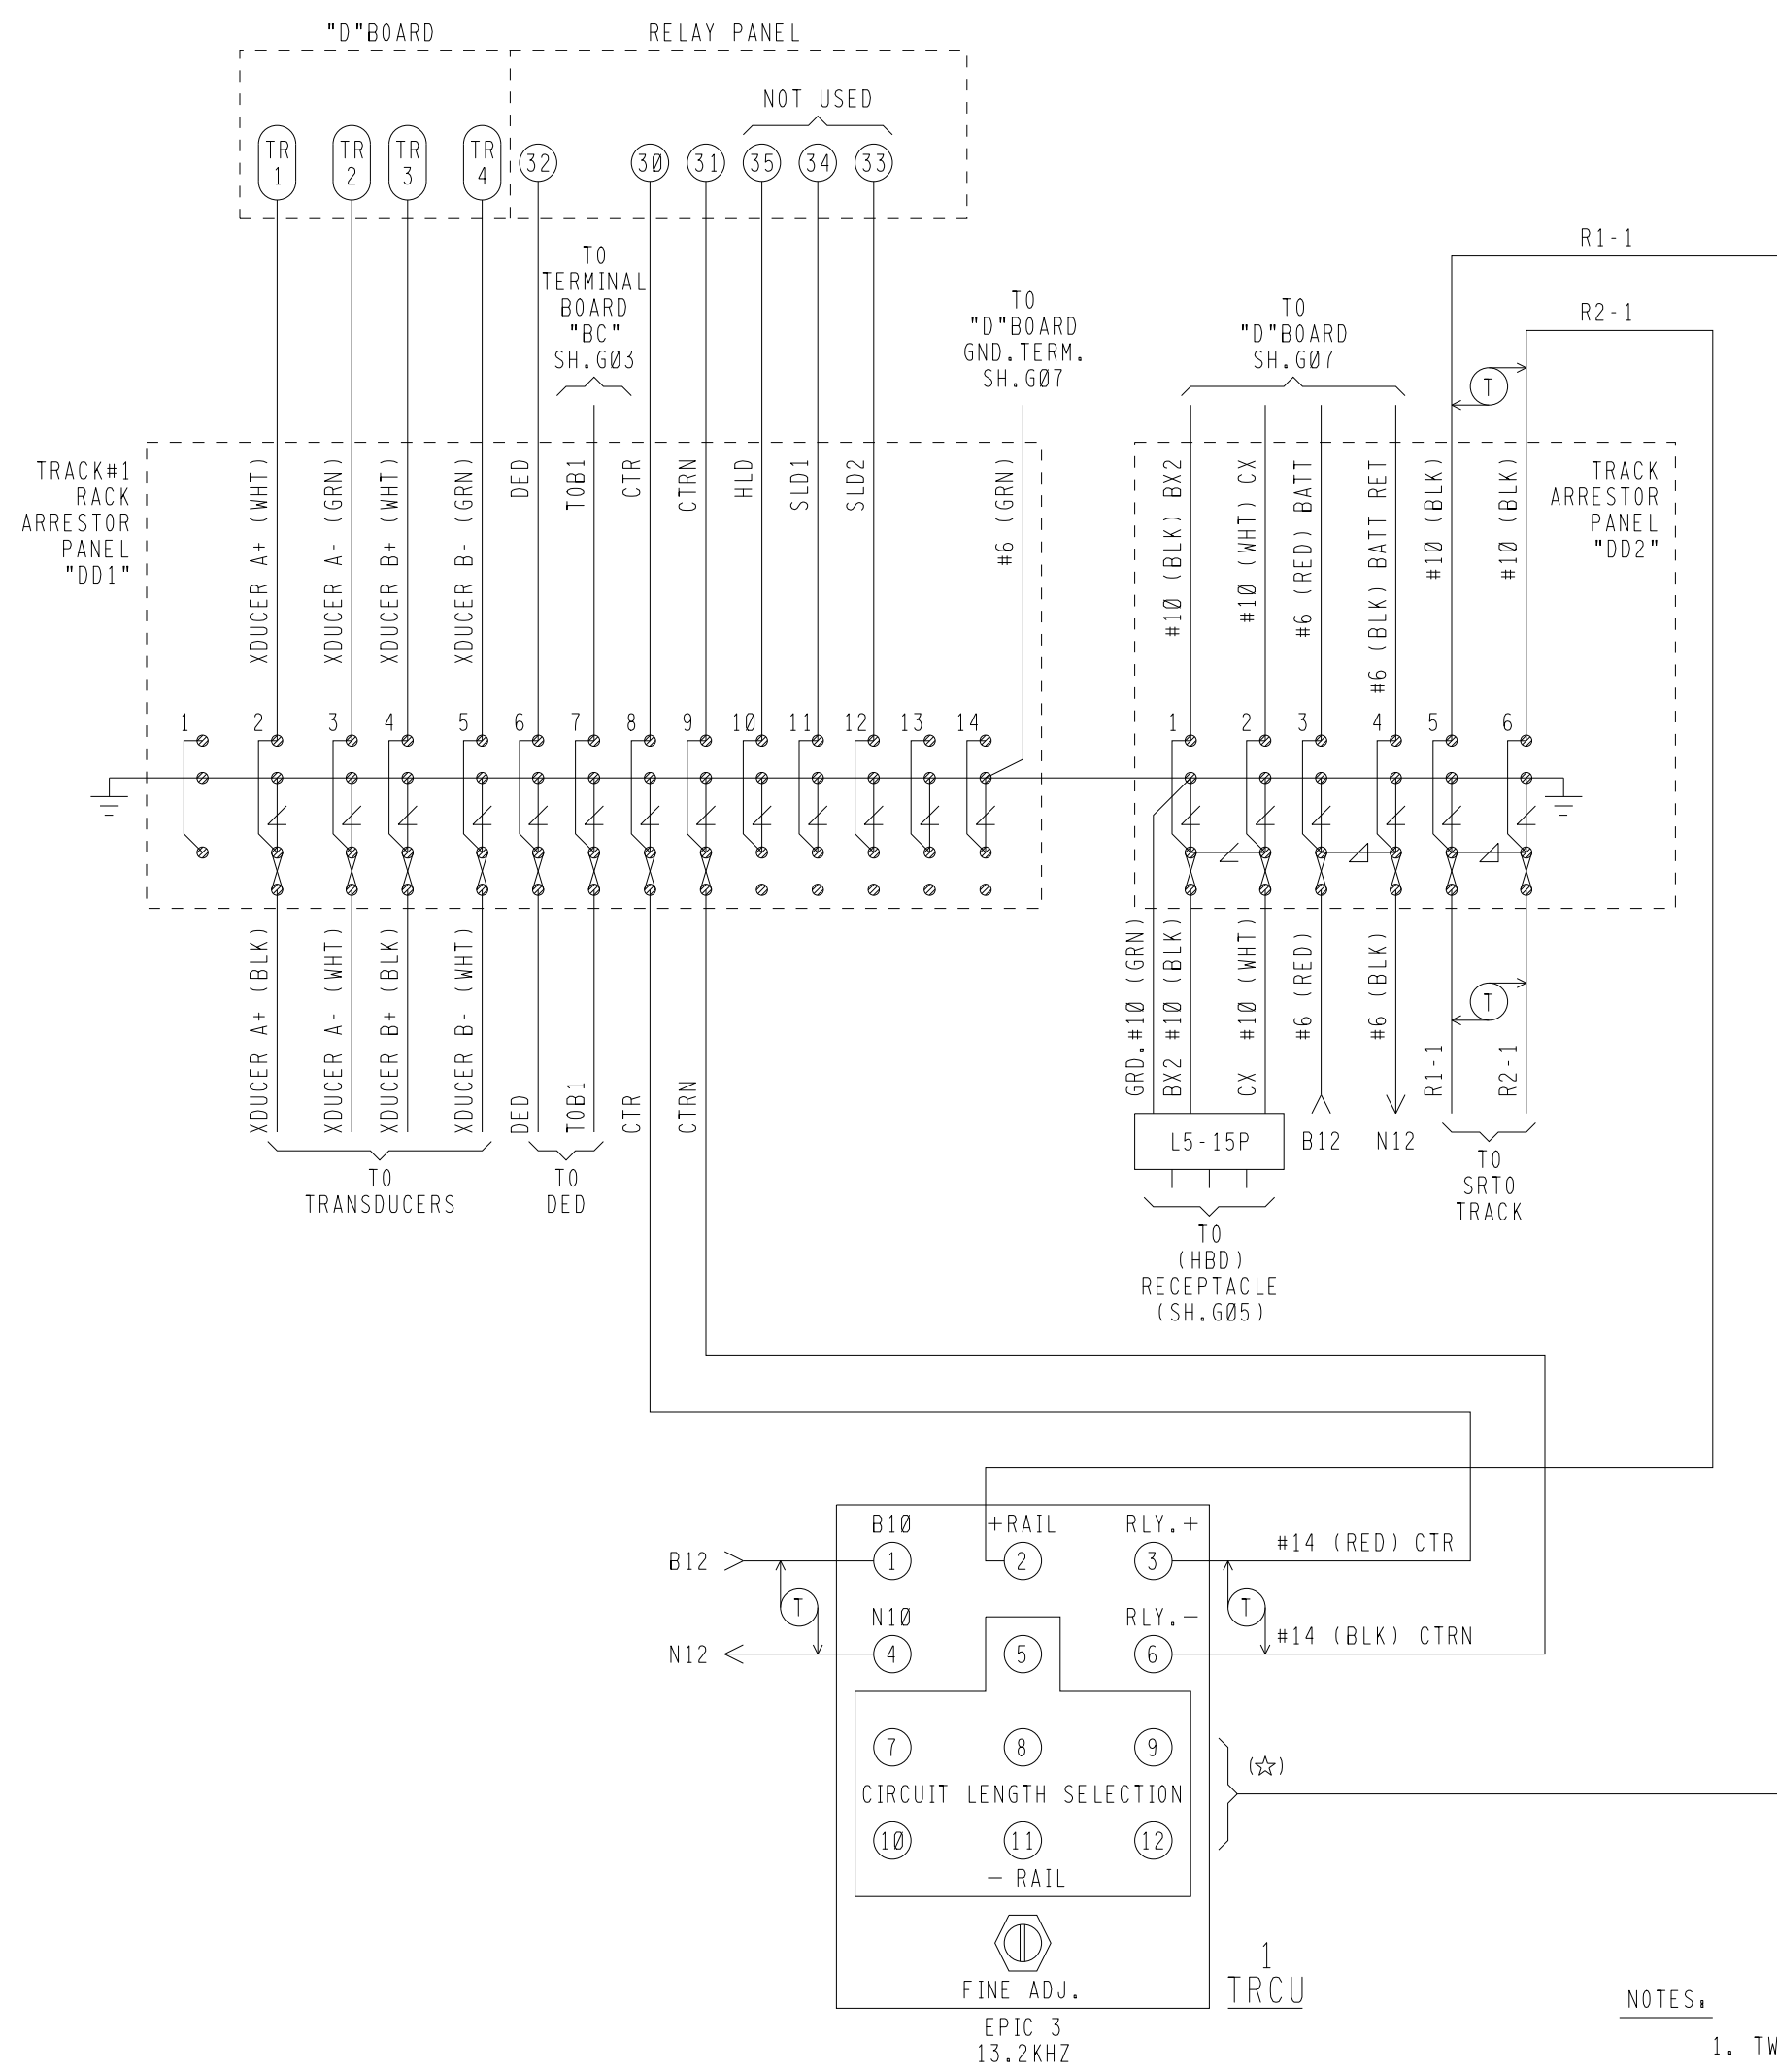 "D"BOARD
RELAY PANEL
NOT USED
TR
1
TR
2
TR
3
TR
4
32
30
31
35
34
33
TO
TERMINAL
BOARD
"BC"
SH.GØ3
TO
"D"BOARD
GND.TERM.
SH.GØ7
TO
"D"BOARD
SH.GØ7
R1-1
R2-1
T
TRACK#1
RACK
ARRESTOR
PANEL
"DD1"
XDUCER A+ (WHT)
XDUCER A- (GRN)
XDUCER B+ (WHT)
XDUCER B- (GRN)
DED
TOB1
CTR
CTRN
HLD
SLD1
SLD2
#6 (GRN)
#1Ø (BLK) BX2
#1Ø (WHT) CX
#6 (RED) BATT
#6 (BLK) BATT RET
#1Ø (BLK)
#1Ø (BLK)
TRACK
ARRESTOR
PANEL
"DD2"
1
2
3
4
5
6
7
8
9
10
11
12
13
14
1
2
3
4
5
6
XDUCER A+ (BLK)
XDUCER A- (WHT)
XDUCER B+ (BLK)
XDUCER B- (WHT)
DED
TOB1
CTR
CTRN
GRD.#1Ø (GRN)
BX2 #1Ø (BLK)
CX #1Ø (WHT)
#6 (RED)
#6 (BLK)
R1-1
R2-1
T
TO
TRANSDUCERS
TO
DED
L5-15P
B12
N12
TO
SRTO
TRACK
TO
(HBD)
RECEPTACLE
(SH.GØ5)
B1Ø
+RAIL
RLY.+
B12
1
2
3
#14 (RED) CTR
T
T
N1Ø
RLY.-
N12
4
5
6
#14 (BLK) CTRN
7
8
9
(☆)
CIRCUIT LENGTH SELECTION
1Ø
11
12
- RAIL
FINE ADJ.
1
TRCU
EPIC 3
13.2KHZ
NOTES:
1. TW